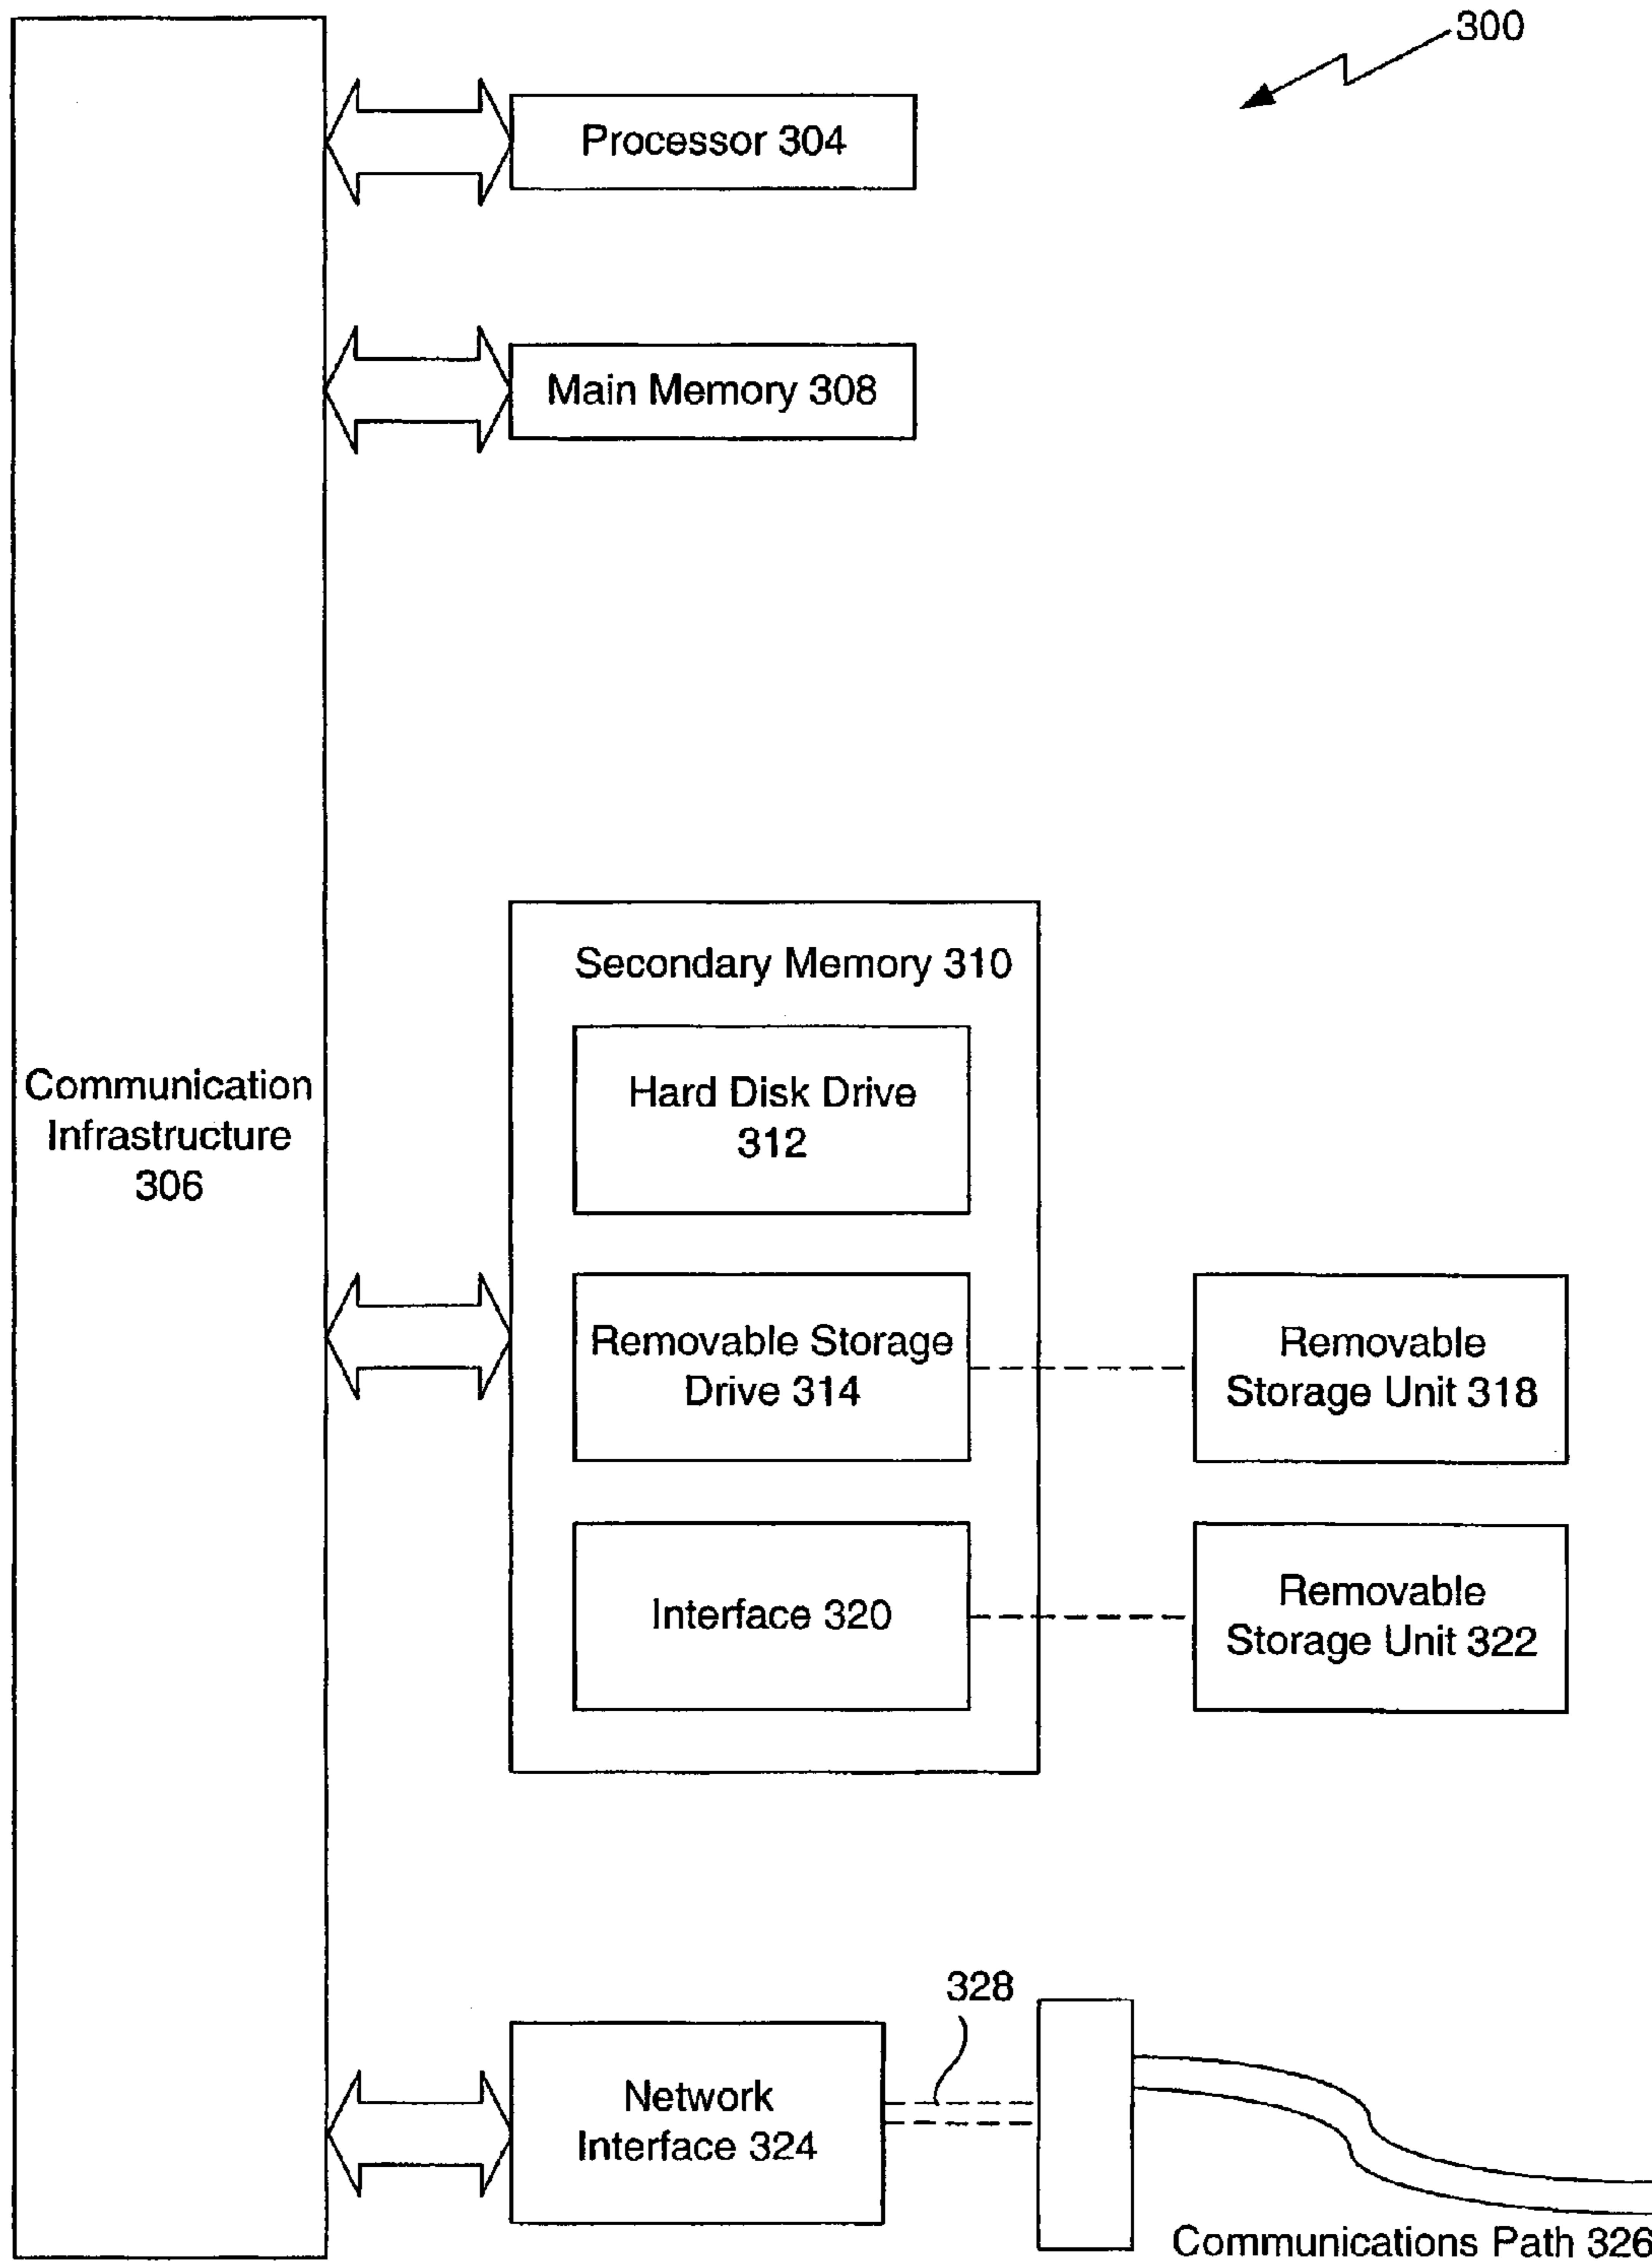 300
Processor 304
Main Memory 308
Secondary Memory 310
Communication
Infrastructure
306
Hard Disk Drive
312
Removable Storage
Drive 314
Removable
Storage Unit 318
Interface 320
Removable
Storage Unit 322
328
Network
Interface 324
Communications Path 326